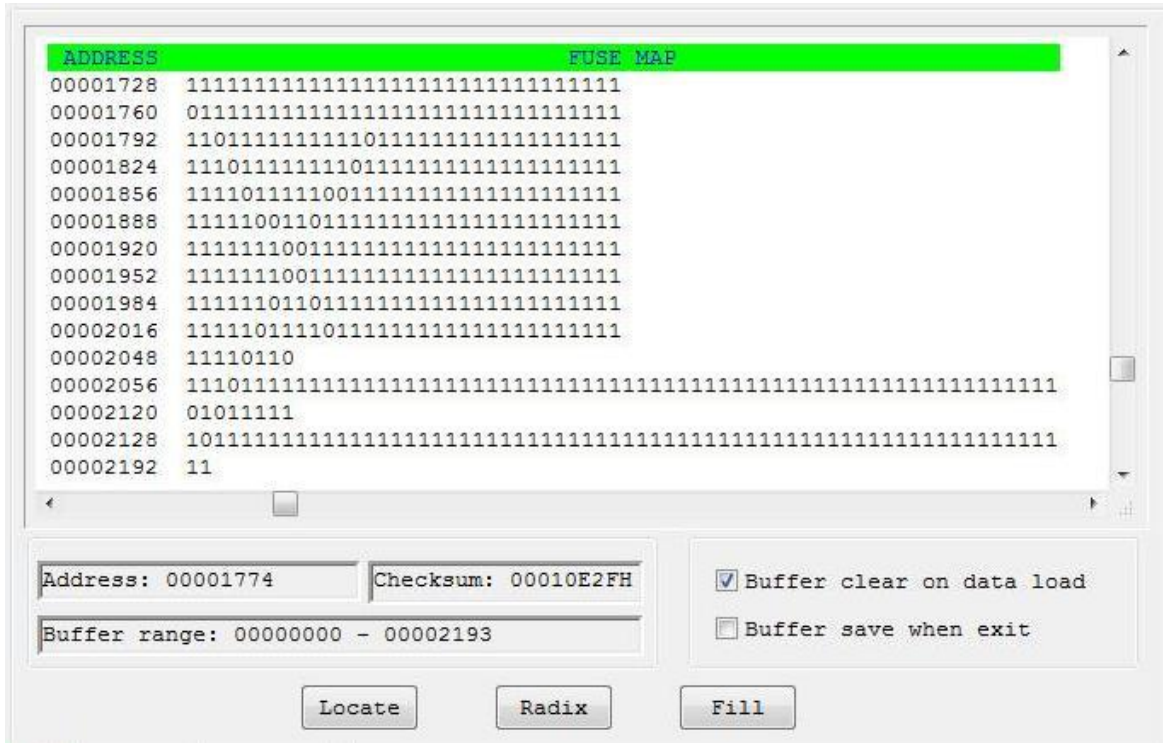 ADDRESS FUSE MAP
00001728 11111111111111111111111111111111
00001760 01111111111111111111111111111111
00001792 11011111111110111111111111111111
00001824 11101111111101111111111111111111
00001856 11110111110011111111111111111111
00001888 11111001101111111111111111111111
00001920 11111110011111111111111111111111
00001952 11111110011111111111111111111111
00001984 11111101101111111111111111111111
00002016 11111011110111111111111111111111
00002048 11110110
00002056 1110111111111111111111111111111111111111111111111111111111111111
00002120 01011111
00002128 1011111111111111111111111111111111111111111111111111111111111111
00002192 11
Address: 00001774 Checksum: 00010E2FH
Buffer clear on data load
Buffer range: 00000000 - 00002193
Buffer save when exit
Locate Radix Fill